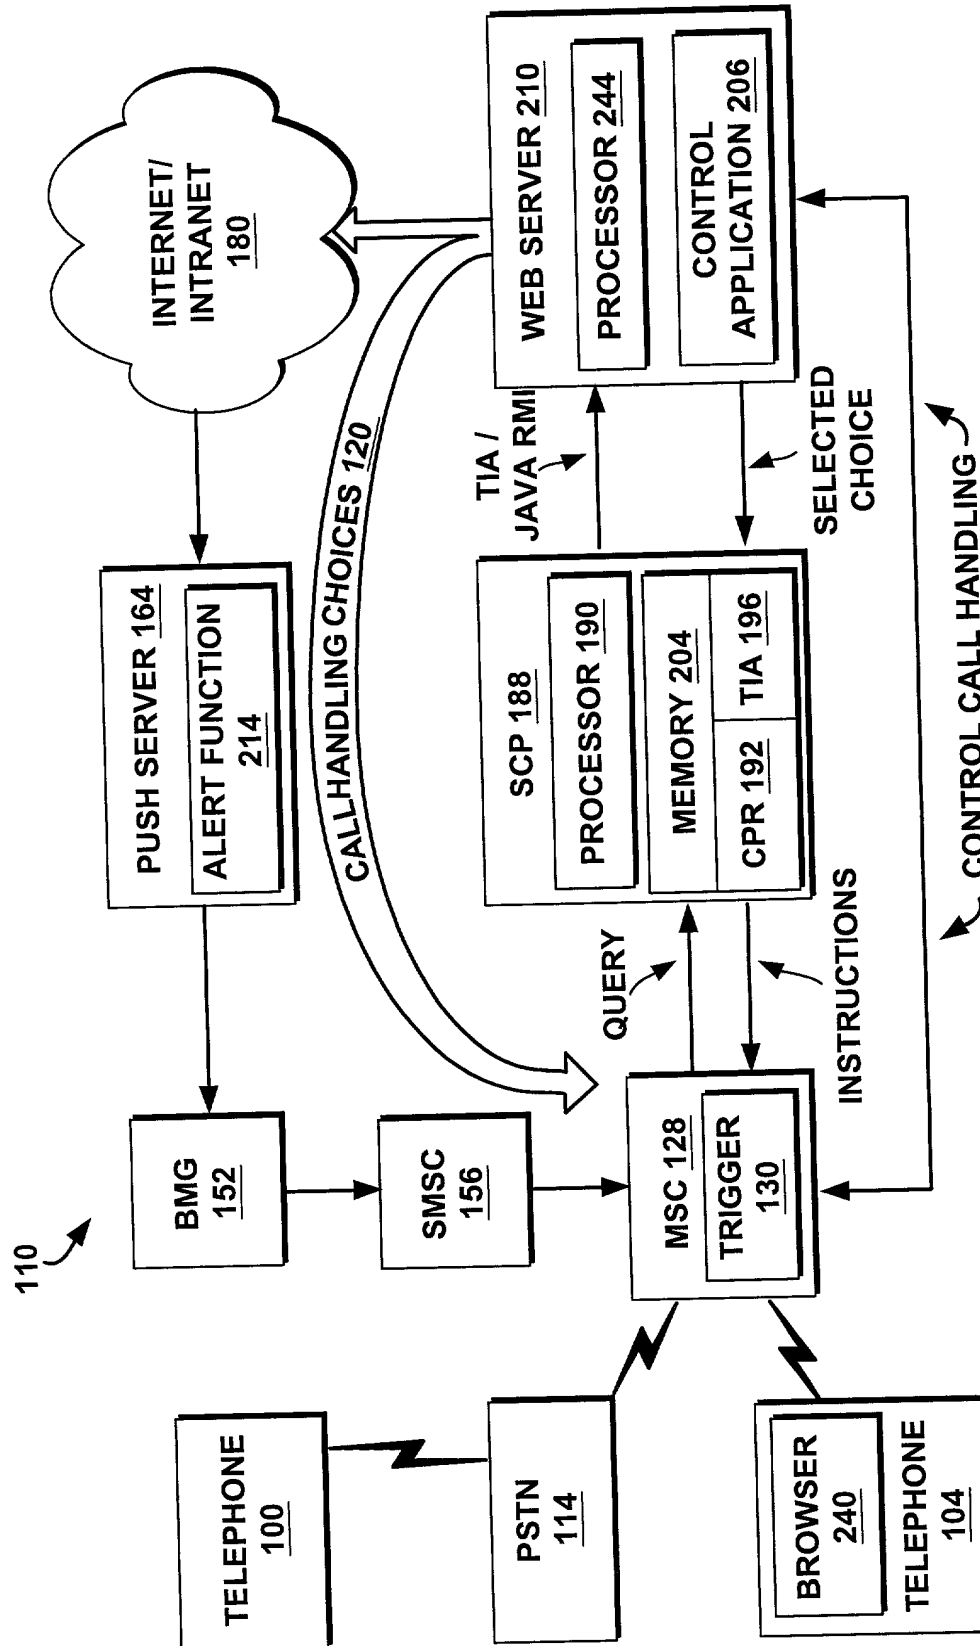 110
TELEPHONE
100
PSTN
114
BROWSER
240
TELEPHONE
104
BMG
152
SMSC
156
MSC 128
TRIGGER
130
PUSH SERVER 164
ALERT FUNCTION
214
INTERNET/
INTRANET
180
CALL HANDLING CHOICES 120
QUERY
INSTRUCTIONS
SCP 188
PROCESSOR 190
MEMORY 204
CPR 192
TIA 196
TIA /
JAVA RMI
SELECTED
CHOICE
WEB SERVER 210
PROCESSOR 244
CONTROL
APPLICATION 206
CONTROL CALL HANDLING